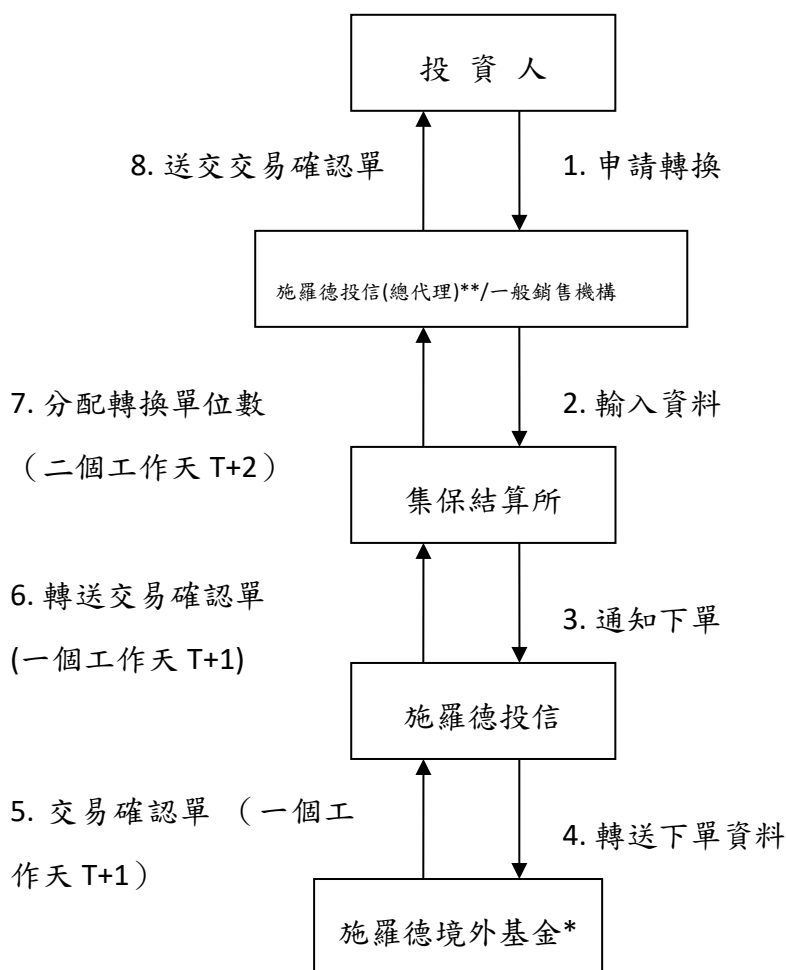 投 資 人
8. 送交交易確認單
1. 申請轉換
施羅德投信(總代理)**/一般銷售機構
7. 分配轉換單位數
（二個工作天 T+2）
2. 輸入資料
集保結算所
6. 轉送交易確認單
(一個工作天 T+1)
3. 通知下單
施羅德投信
5. 交易確認單 （一個工
作天 T+1）
4. 轉送下單資料
施羅德境外基金*